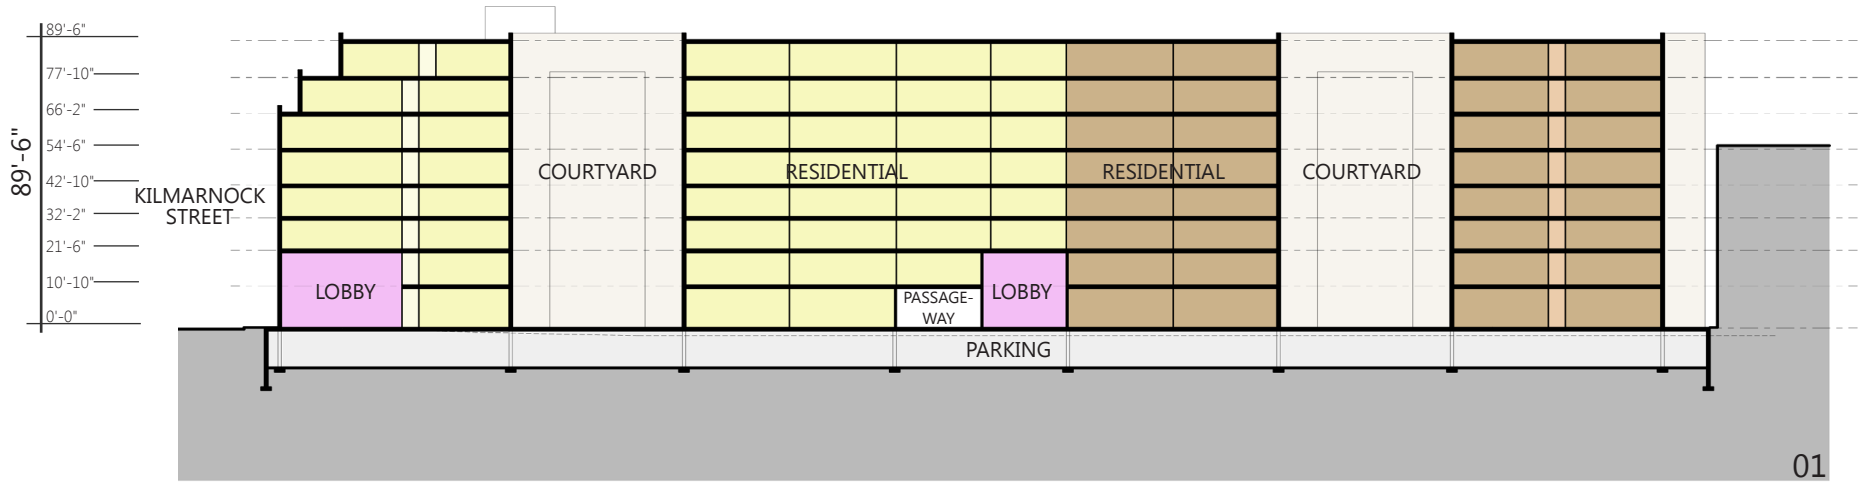 89'-6"
89'-6"
77'-10"
66'-2"
54'-6"
42'-10"
32'-2"
21'-6"
10'-10"
0'-0"
KILMARNOCK
STREET
COURTYARD
RESIDENTIAL
RESIDENTIAL
COURTYARD
LOBBY
PASSAGE-
WAY
LOBBY
PARKING
01